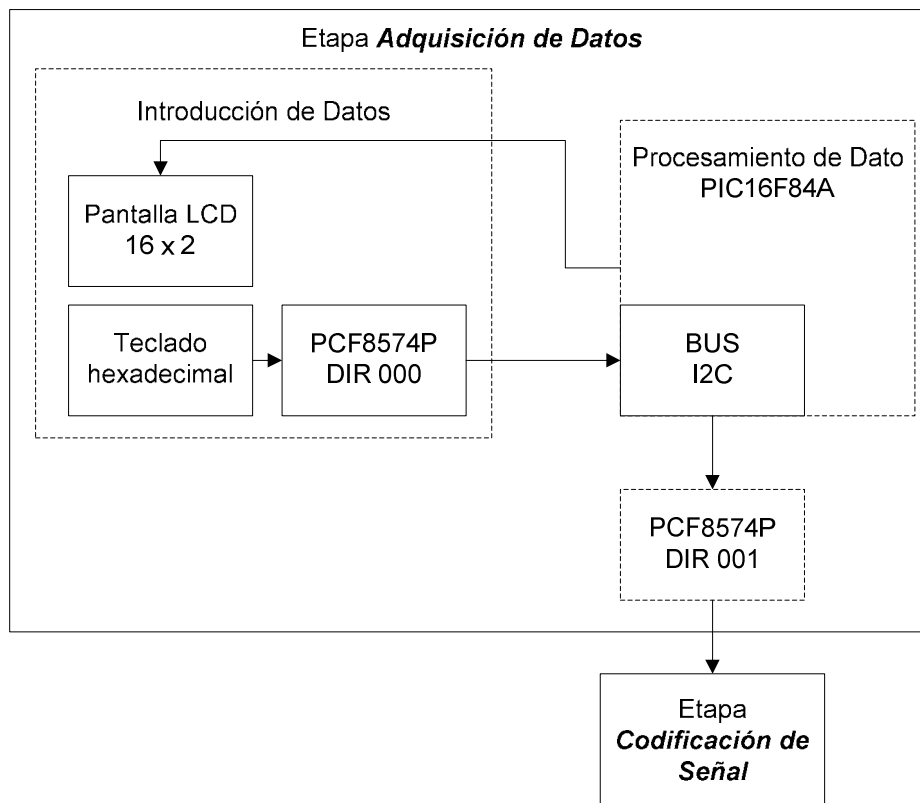 Etapa Adquisición de Datos
Introducción de Datos
Procesamiento de Dato
PIC16F84A
Pantalla LCD
16 x 2
Teclado
hexadecimal
PCF8574P
DIR 000
BUS
I2C
PCF8574P
DIR 001
Etapa
Codificación de
Señal